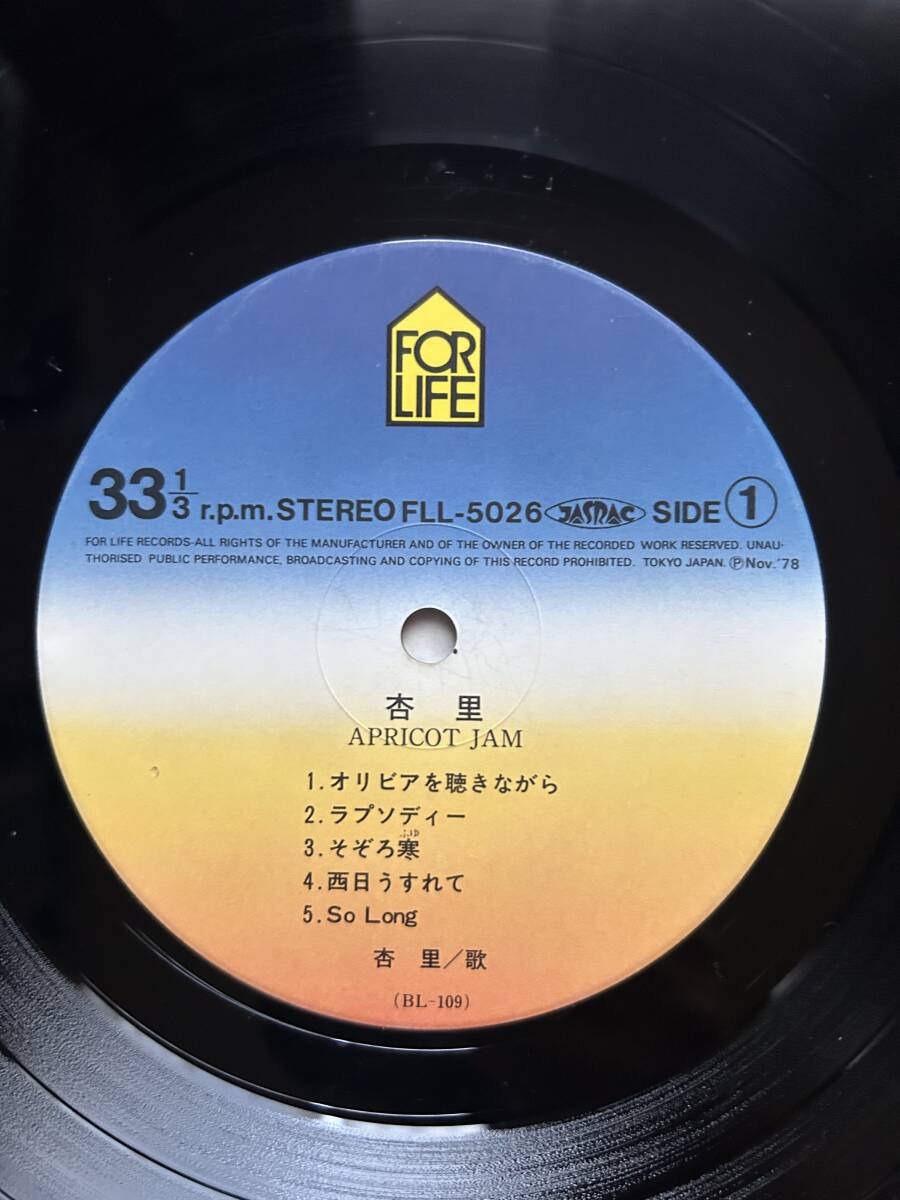 FOR
LIFE
33 1/3 r.p.m. STEREO FLL-5026 JASRAC SIDE 1
FOR LIFE RECORDS-ALL RIGHTS OF THE MANUFACTURER AND OF THE OWNER OF THE RECORDED WORK RESERVED. UNAU-
THORISED PUBLIC PERFORMANCE, BROADCASTING AND COPYING OF THIS RECORD PROHIBITED. TOKYO JAPAN. ℗Nov.'78
杏 里
APRICOT JAM
1.オリビアを聴きながら
2.ラプソディー
ふゆ
3.そぞろ寒
4.西日うすれて
5.So Long
杏 里/歌
(BL-109)